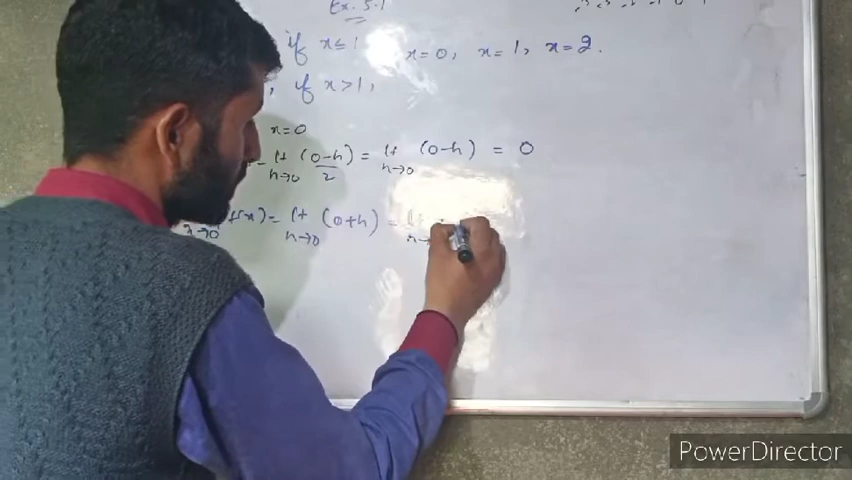 Ex. 5.1
if x ≤ 1 x=0, x=1, x=2.
, if x>1,
x=0
= lt h→0 (0-h)/2 = lt h→0 (0-h) = 0
x→0 f(x) = lt h→0 (0+h) = lt
PowerDirector